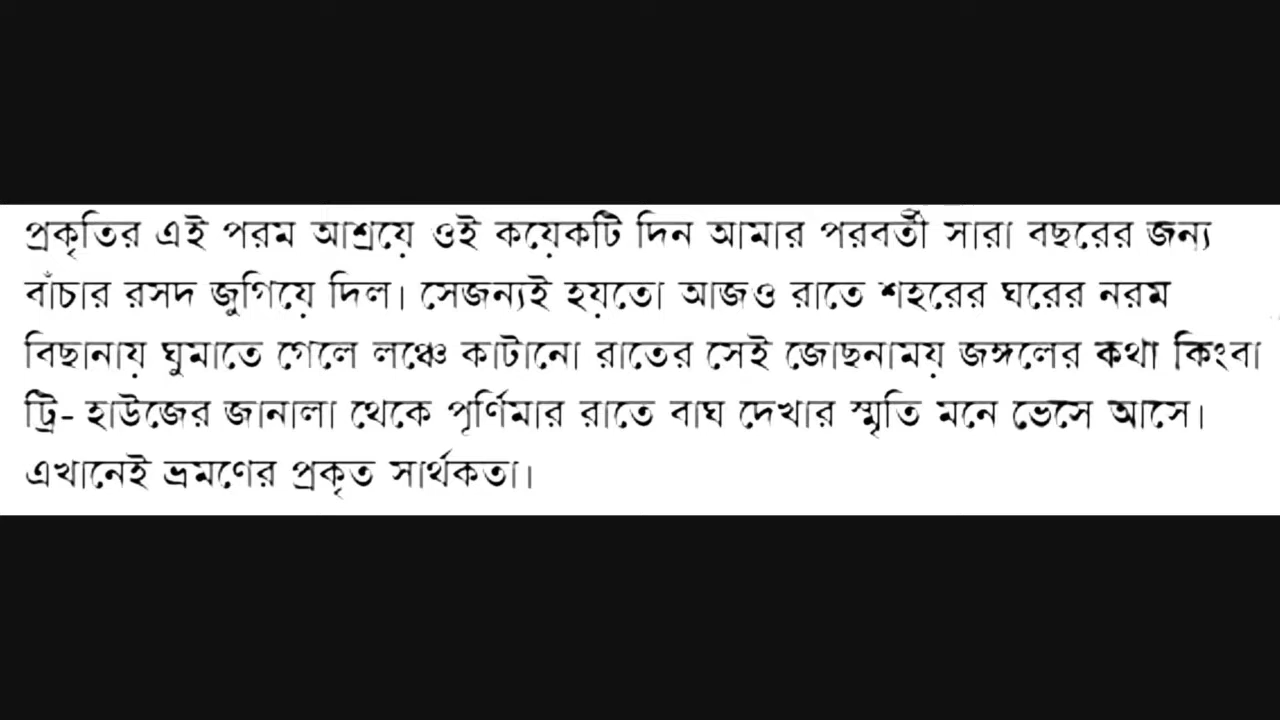 প্রকৃতির এই পরম আশ্রয়ে ওই কয়েকটি দিন আমার পরবর্তী সারা বছরের জন্য
বাঁচার রসদ জুগিয়ে দিল। সেজন্যই হয়তো আজও রাতে শহরের ঘরের নরম
বিছানায় ঘুমাতে গেলে লঞ্চে কাটানো রাতের সেই জোছনাময় জঙ্গলের কথা কিংবা
ট্রি- হাউজের জানালা থেকে পূর্ণিমার রাতে বাঘ দেখার স্মৃতি মনে ভেসে আসে।
এখানেই ভ্রমণের প্রকৃত সার্থকতা।